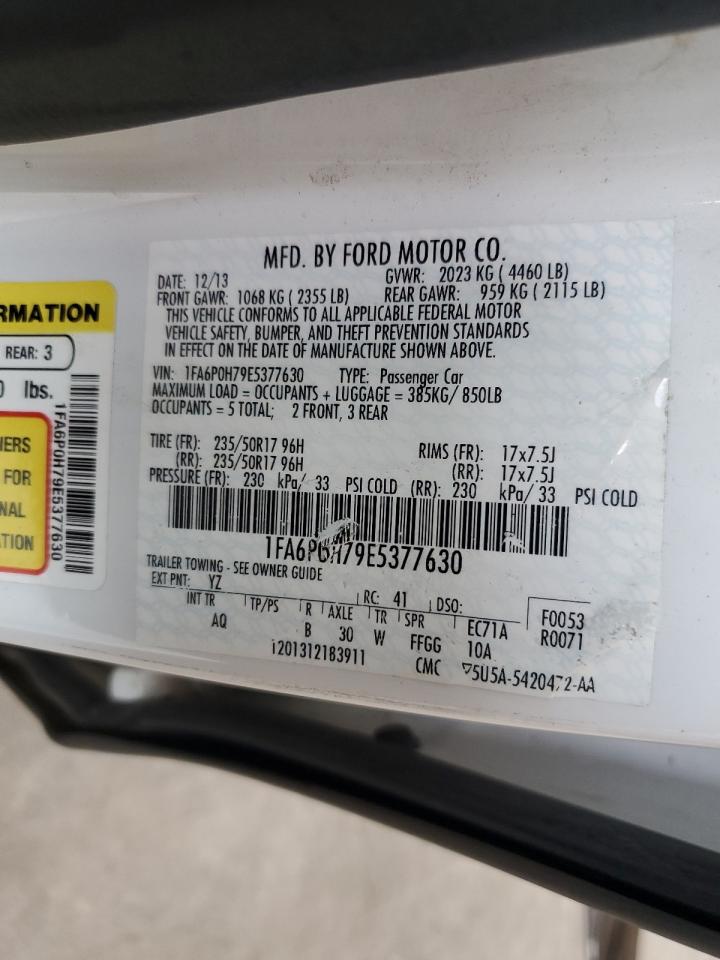 MFD. BY FORD MOTOR CO.
DATE: 12/13 GVWR: 2023 KG ( 4460 LB)
FRONT GAWR: 1068 KG ( 2355 LB) REAR GAWR: 959 KG ( 2115 LB)
THIS VEHICLE CONFORMS TO ALL APPLICABLE FEDERAL MOTOR
VEHICLE SAFETY, BUMPER, AND THEFT PREVENTION STANDARDS
IN EFFECT ON THE DATE OF MANUFACTURE SHOWN ABOVE.
VIN: 1FA6P0H79E5377630 TYPE: Passenger Car
MAXIMUM LOAD = OCCUPANTS + LUGGAGE = 385KG/ 850LB
OCCUPANTS = 5 TOTAL; 2 FRONT, 3 REAR
TIRE (FR): 235/50R17 96H RIMS (FR): 17x7.5J
(RR): 235/50R17 96H (RR): 17x7.5J
PRESSURE (FR): 230 kPa/ 33 PSI COLD (RR): 230 kPa/ 33 PSI COLD
1FA6P0H79E5377630
TRAILER TOWING - SEE OWNER GUIDE
EXT PNT: YZ RC: 41 DSO: F0053
INT TR TP/PS R AXLE TR SPR EC71A R0071
AQ B 30 W FFGG 10A
i201312183911 CMC 5U5A-5420472-AA
RMATION
REAR: 3
0 lbs.
IERS
FOR
NAL
ATION
1FA6P0H79E5377630